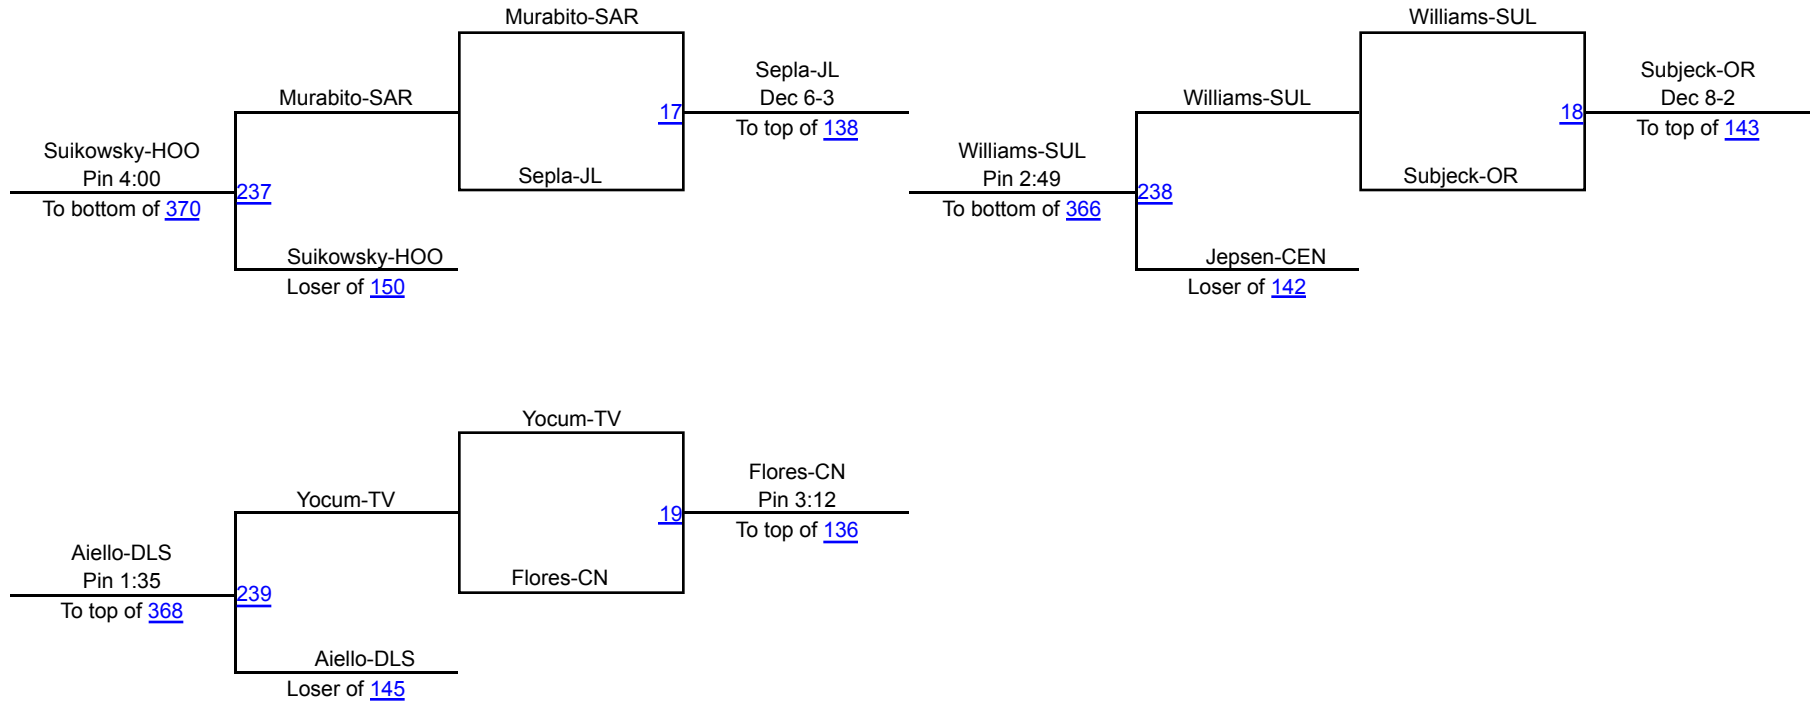 Murabito-SAR
Murabito-SAR
17
Sepla-JL
Dec 6-3
To top of 138
Sepla-JL
Suikowsky-HOO
Pin 4:00
To bottom of 370
237
Suikowsky-HOO
Loser of 150
Williams-SUL
Williams-SUL
18
Subjeck-OR
Dec 8-2
To top of 143
Subjeck-OR
Williams-SUL
Pin 2:49
To bottom of 366
238
Jepsen-CEN
Loser of 142
Yocum-TV
Yocum-TV
19
Flores-CN
Pin 3:12
To top of 136
Flores-CN
Aiello-DLS
Pin 1:35
To top of 368
239
Aiello-DLS
Loser of 145